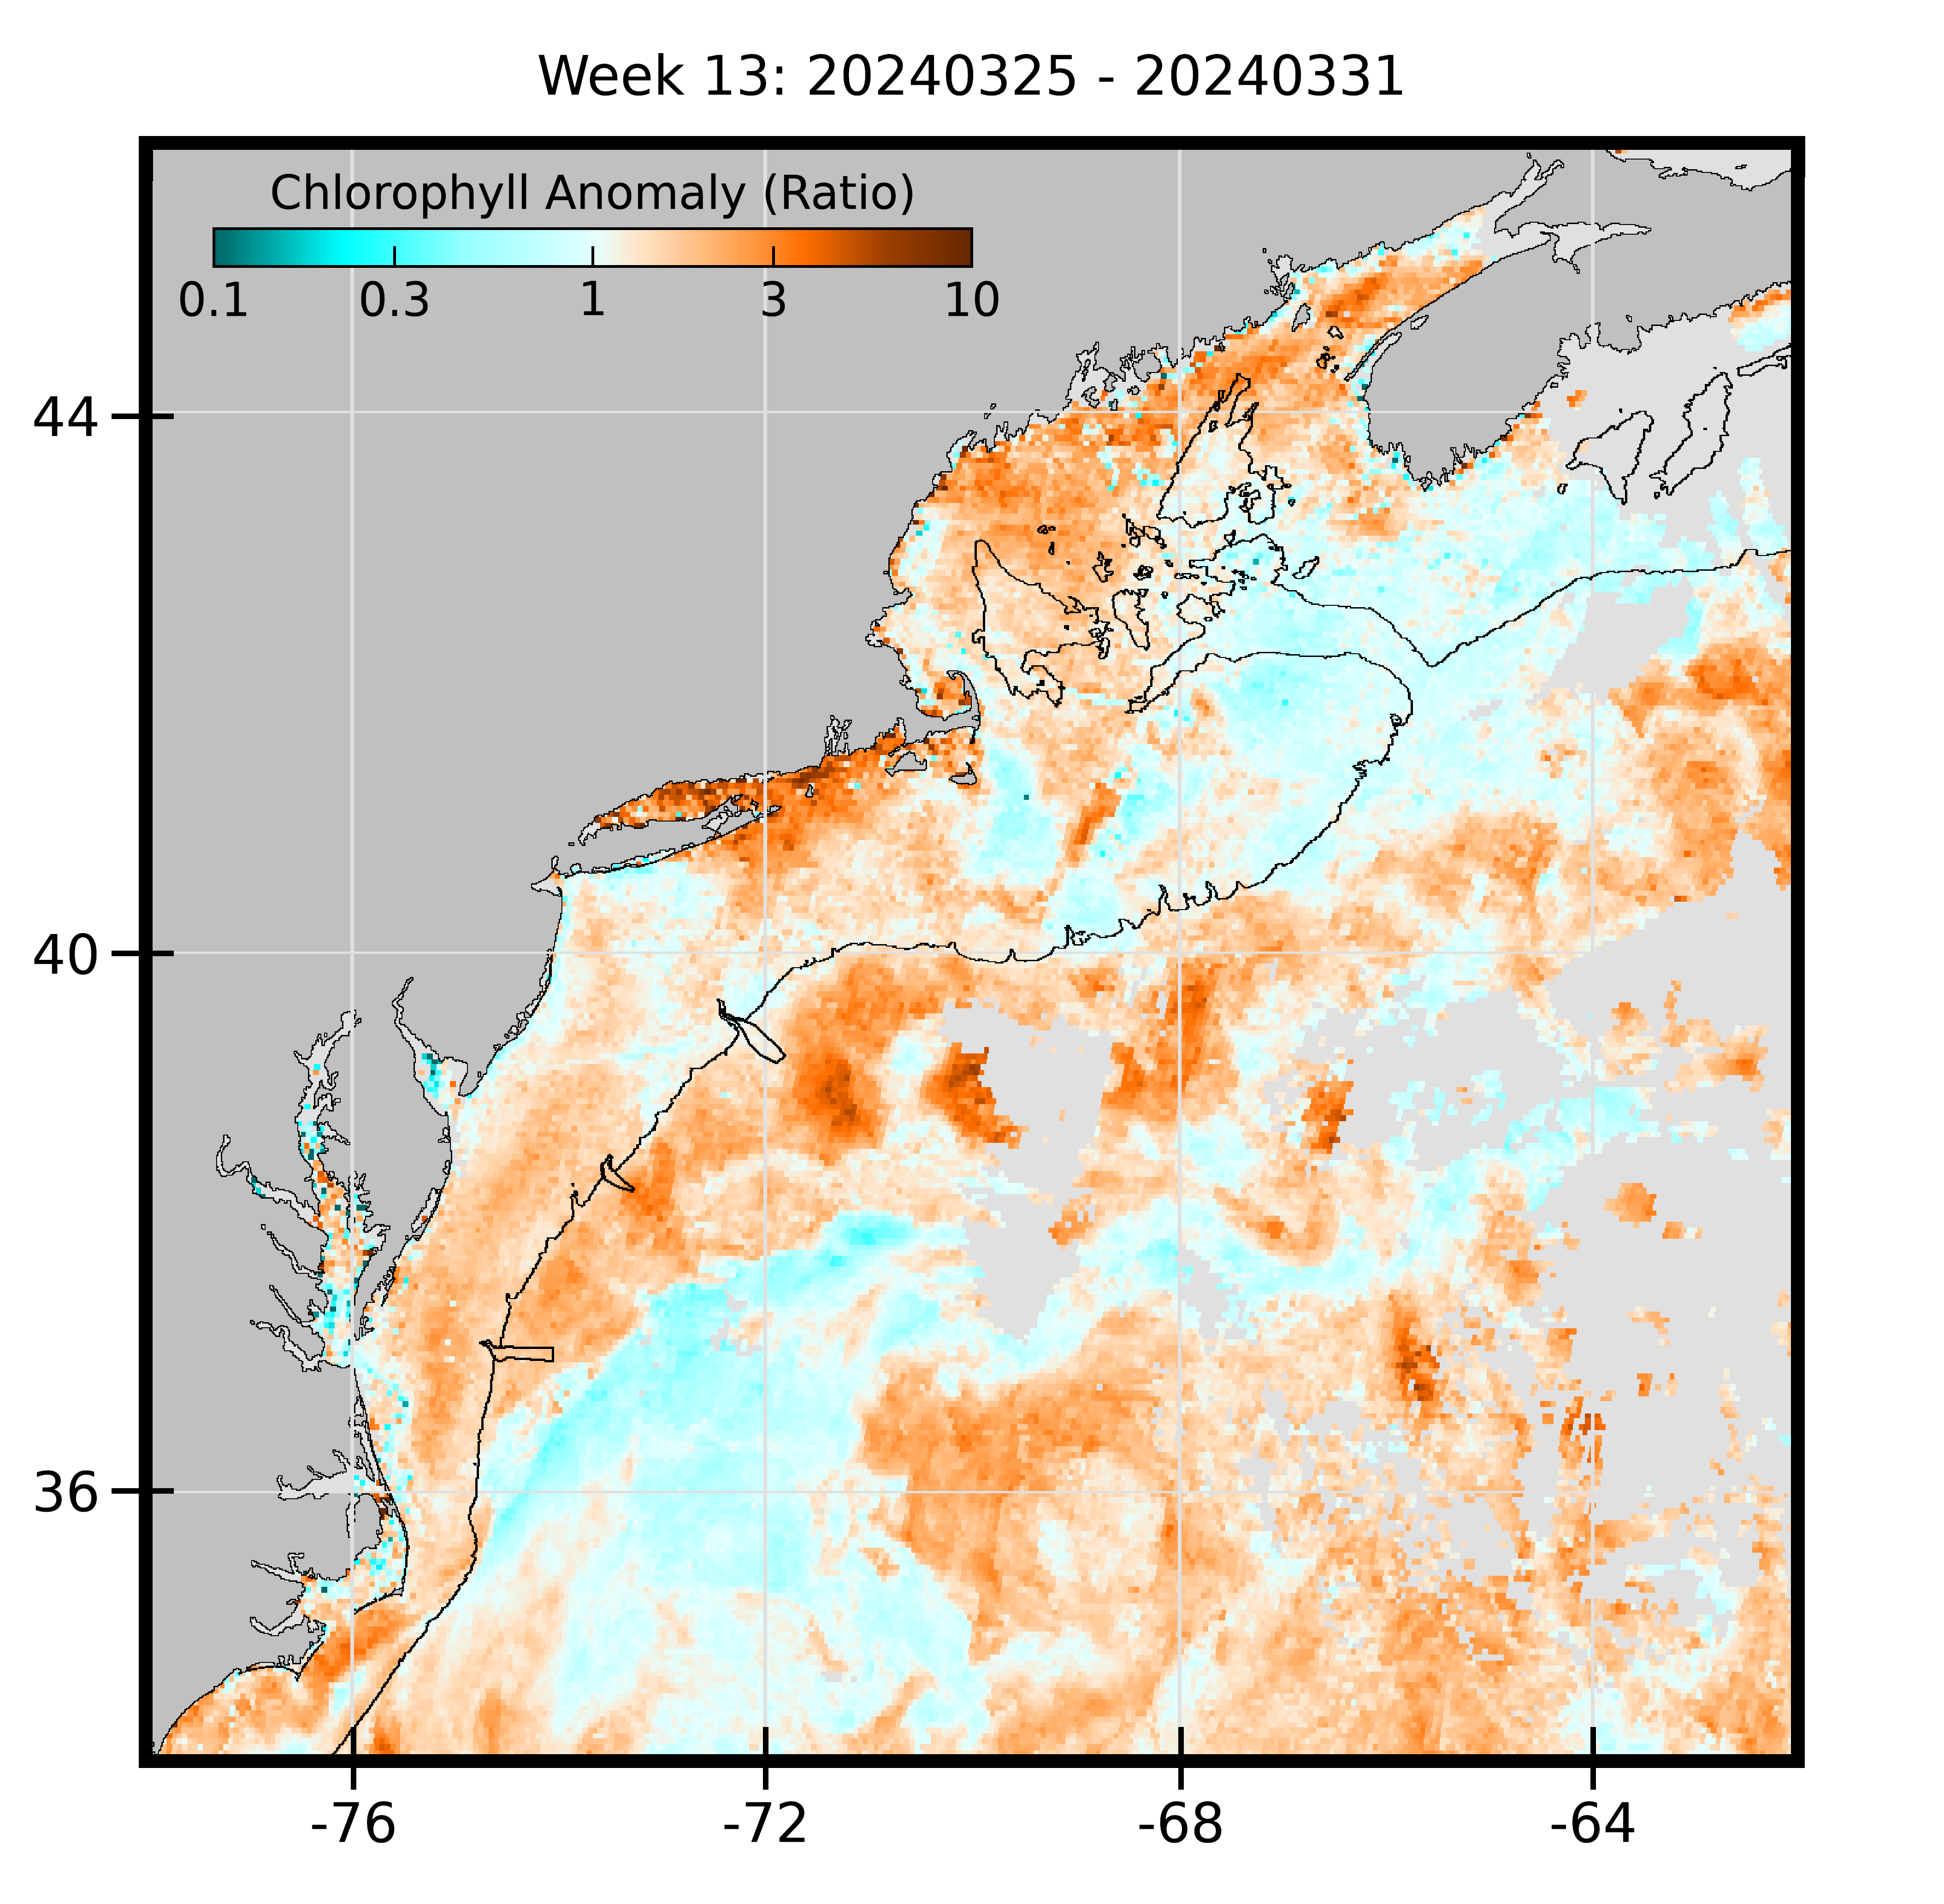 Week 13: 20240325 - 20240331
Chlorophyll Anomaly (Ratio)
0.1 0.3 1 3 10
44
40
36
-76 -72 -68 -64